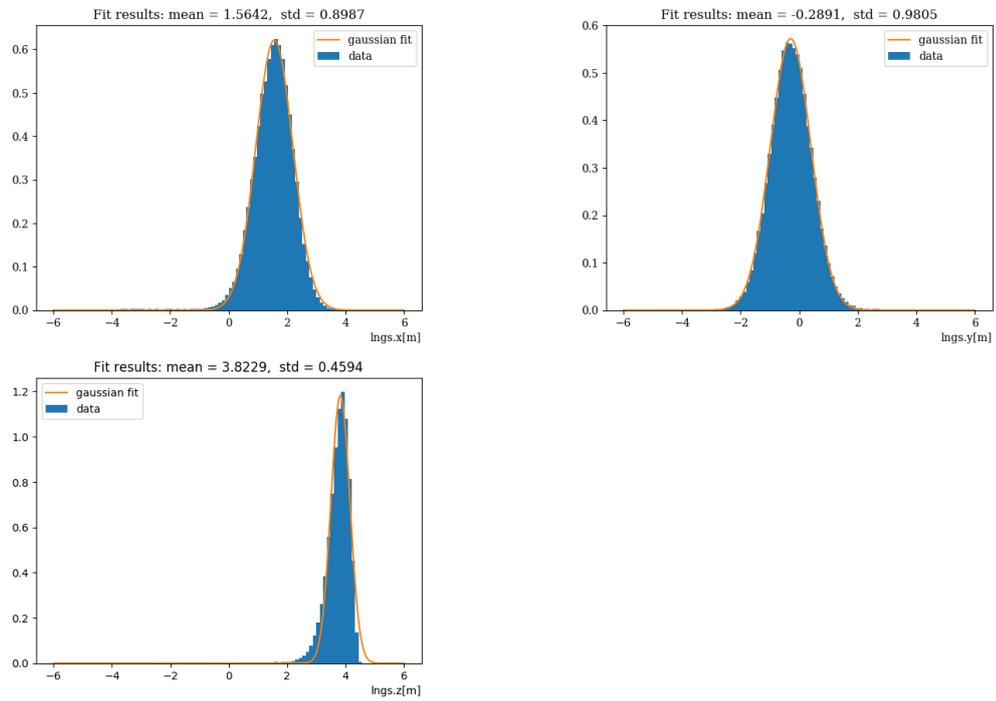 Fit results: mean = 1.5642,  std = 0.8987
gaussian fit
data
0.6
0.5
0.4
0.3
0.2
0.1
0.0
−6 −4 −2 0 2 4 6
lngs.x[m]
Fit results: mean = -0.2891,  std = 0.9805
gaussian fit
data
0.6
0.5
0.4
0.3
0.2
0.1
0.0
−6 −4 −2 0 2 4 6
lngs.y[m]
Fit results: mean = 3.8229,  std = 0.4594
gaussian fit
data
1.2
1.0
0.8
0.6
0.4
0.2
0.0
−6 −4 −2 0 2 4 6
lngs.z[m]